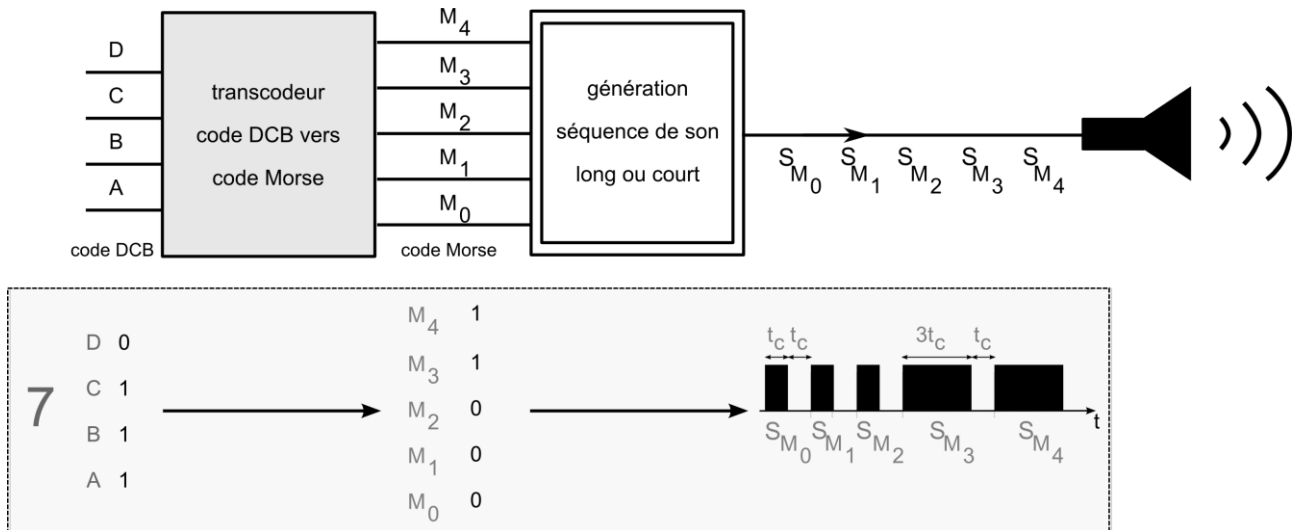 D
C
B
A
code DCB
transcodeur
code DCB vers
code Morse
M4
M3
M2
M1
M0
code Morse
génération
séquence de son
long ou court
SM0 SM1 SM2 SM3 SM4
7
D 0
C 1
B 1
A 1
M4 1
M3 1
M2 0
M1 0
M0 0
tc tc 3tc tc
t
SM0 SM1 SM2 SM3 SM4